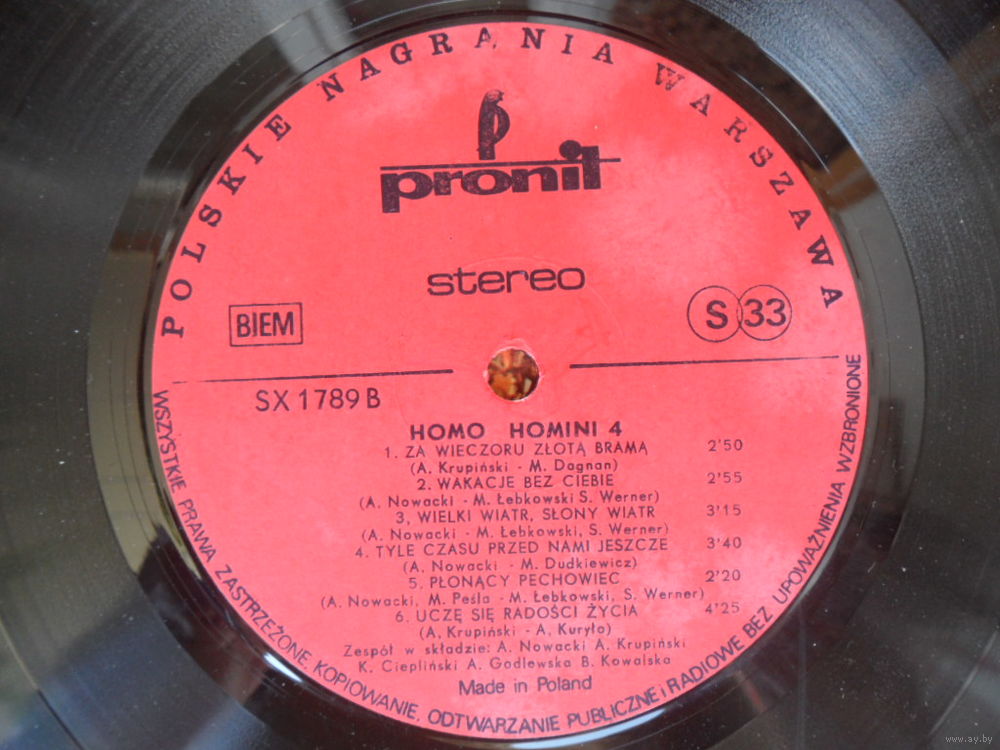 POLSKIE NAGRANIA WARSZAWA
pronit
stereo
BIEM
S 33
SX 1789 B
HOMO HOMINI 4
1. ZA WIECZORU ZŁOTĄ BRAMĄ 2'50
(A. Krupiński - M. Dagnan)
2. WAKACJE BEZ CIEBIE 2'55
(A. Nowacki - M. Łebkowski S. Werner)
3, WIELKI WIATR, SŁONY WIATR 3'15
(A. Nowacki - M. Łebkowski, S. Werner)
4. TYLE CZASU PRZED NAMI JESZCZE 3'40
(A. Nowacki - M. Dudkiewicz)
5. PŁONĄCY PECHOWIEC 2'20
(A. Nowacki, M. Peśla - M. Łebkowski, S. Werner)
6. UCZĘ SIĘ RADOŚCI ŻYCIA 4'25
(A. Krupiński - A. Kuryło)
Zespół w składzie: A. Nowacki A. Krupiński
K. Ciepliński A. Godlewska B. Kowalska
Made in Poland
WSZYSTKIE PRAWA ZASTRZEŻONE. KOPIOWANIE, ODTWARZANIE PUBLICZNE i RADIOWE BEZ UPOWAŻNIENIA WZBRONIONE
www.ay.by